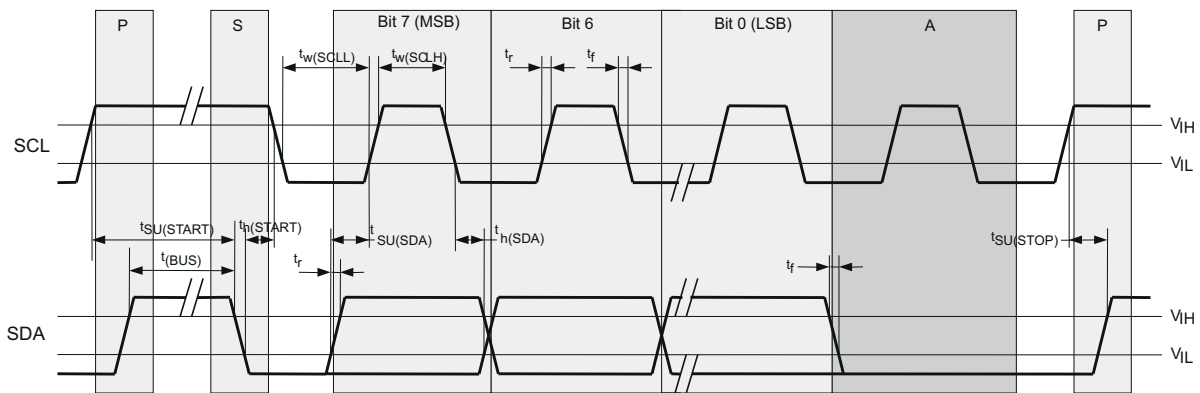 P S Bit 7 (MSB) Bit 6 Bit 0 (LSB) A P
tw(SCLL) tw(SCLH) tr tf
SCL VIH
VIL
tSU(START) th(START) tSU(SDA) th(SDA) tSU(STOP)
t(BUS) tr tf
SDA VIH
VIL